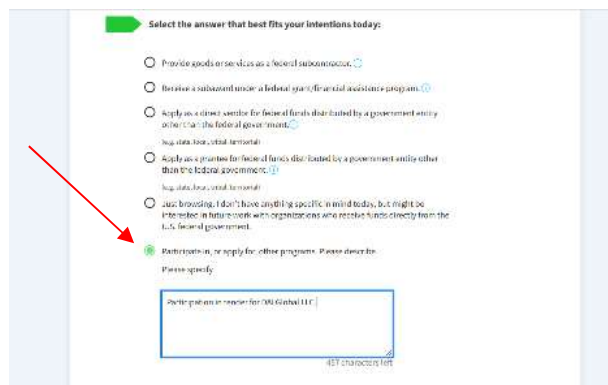 Select the answer that best fits your intentions today:
Provide goods or services as a federal subcontractor.
Receive a subaward under a federal grant/financial assistance program.
Apply as a direct vendor for federal funds distributed by a government entity
other than the federal government.
(e.g. state, local, tribal, territorial)
Apply as a grantee for federal funds distributed by a government entity other
than the federal government.
(e.g. state, local, tribal, territorial)
Just browsing. I don't have anything specific in mind today, but might be
interested in future work with organizations who receive funds directly from the
U.S. federal government.
Participate in, or apply for, other programs. Please describe.
Please specify
Participation in tender for DAI Global LLC
457 characters left